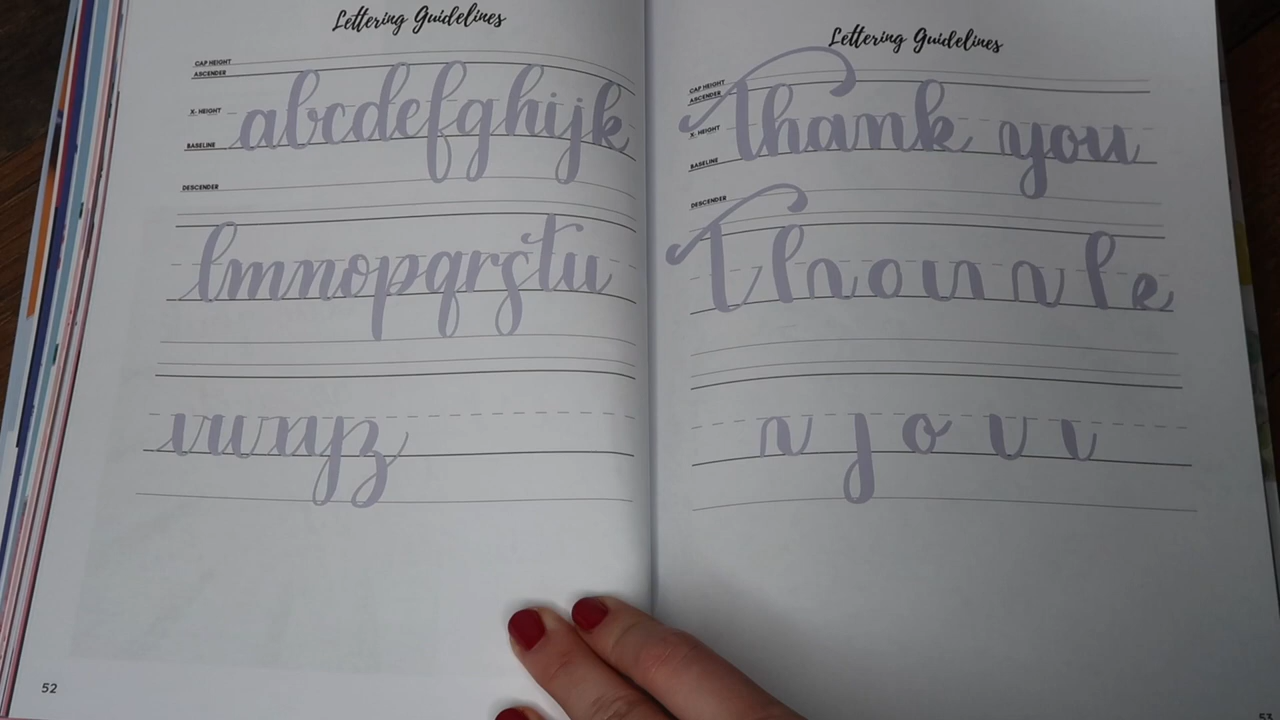 Lettering Guidelines
CAP HEIGHT
ASCENDER
X- HEIGHT
BASELINE
DESCENDER
abcdefghijk
lmnopqrstu
vwxyz
52
Lettering Guidelines
CAP HEIGHT
ASCENDER
X- HEIGHT
BASELINE
DESCENDER
Thank you